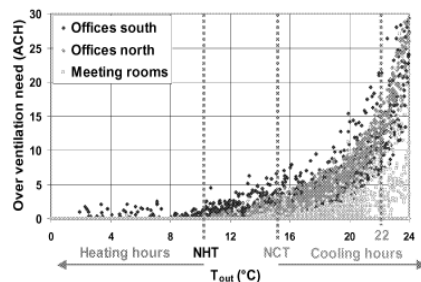 Over ventilation need (ACH)
30
25
20
15
10
5
0
Offices south
Offices north
Meeting rooms
0 4 8 12 16 20 22 24
Heating hours NHT NCT Cooling hours
Tout (°C)